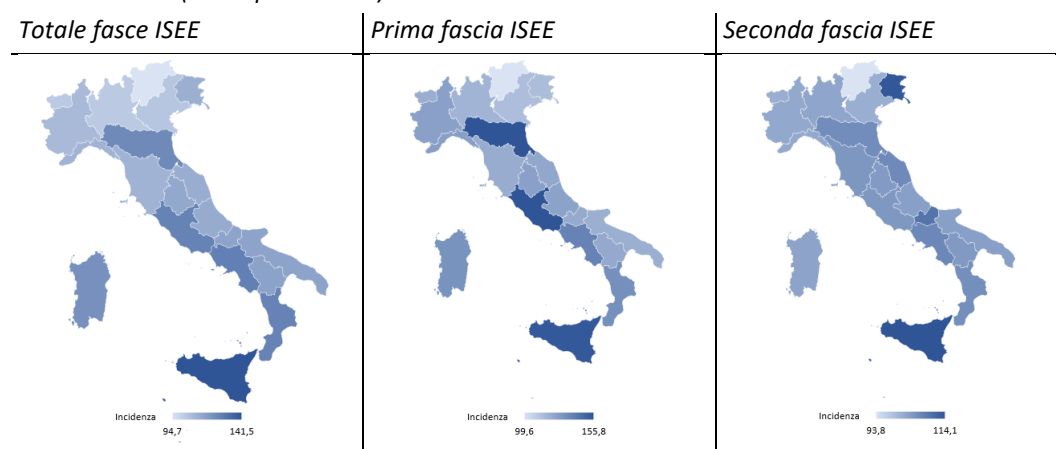 Totale fasce ISEE
Prima fascia ISEE
Seconda fascia ISEE
Incidenza
94,7 141,5
Incidenza
99,6 155,8
Incidenza
93,8 114,1